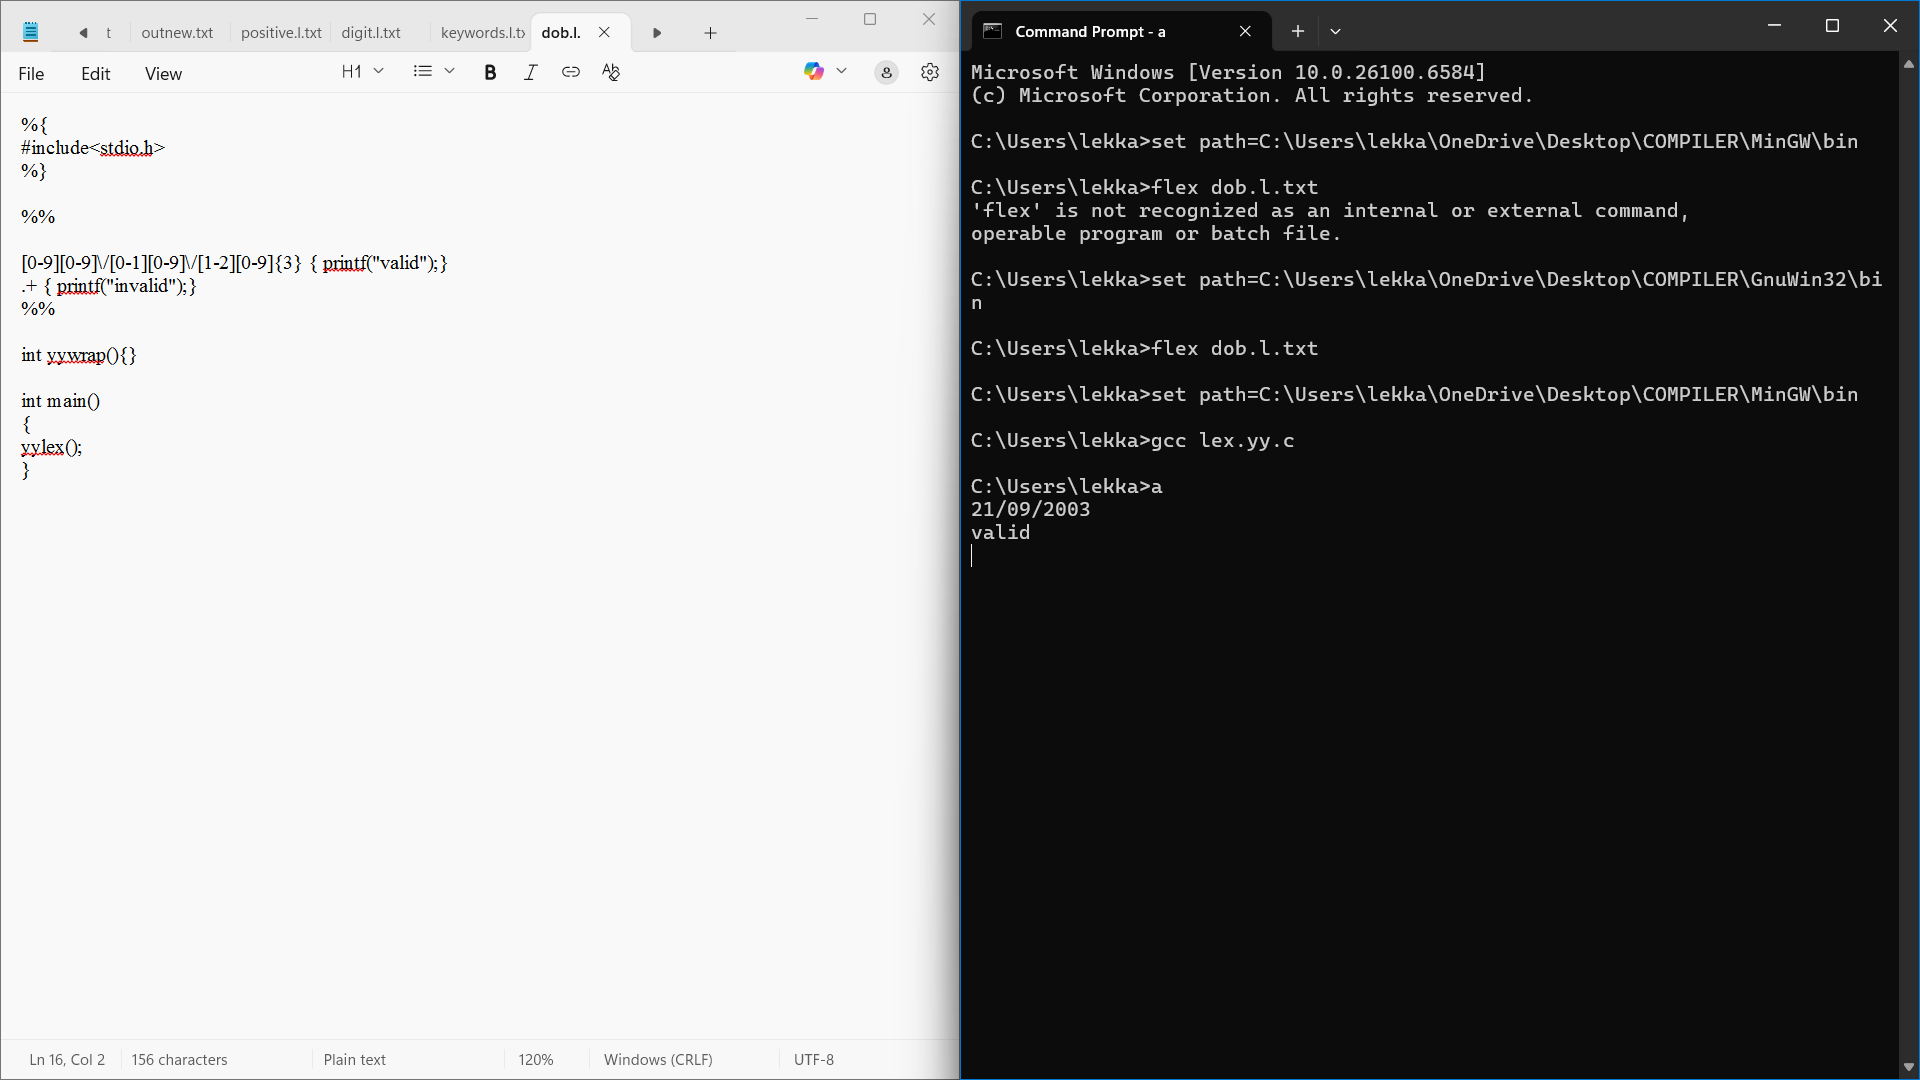 t
outnew.txt
positive.l.txt
digit.l.txt
keywords.l.tx
dob.l.
File
Edit
View
H1
B
I
%{
#include<stdio.h>
%}
%%
[0-9][0-9]\/[0-1][0-9]\/[1-2][0-9]{3} { printf("valid");}
.+ { printf("invalid");}
%%
int yywrap(){}
int main()
{
yylex();
}
Ln 16, Col 2
156 characters
Plain text
120%
Windows (CRLF)
UTF-8
Command Prompt - a
Microsoft Windows [Version 10.0.26100.6584]
(c) Microsoft Corporation. All rights reserved.
C:\Users\lekka>set path=C:\Users\lekka\OneDrive\Desktop\COMPILER\MinGW\bin
C:\Users\lekka>flex dob.l.txt
'flex' is not recognized as an internal or external command,
operable program or batch file.
C:\Users\lekka>set path=C:\Users\lekka\OneDrive\Desktop\COMPILER\GnuWin32\bi
n
C:\Users\lekka>flex dob.l.txt
C:\Users\lekka>set path=C:\Users\lekka\OneDrive\Desktop\COMPILER\MinGW\bin
C:\Users\lekka>gcc lex.yy.c
C:\Users\lekka>a
21/09/2003
valid